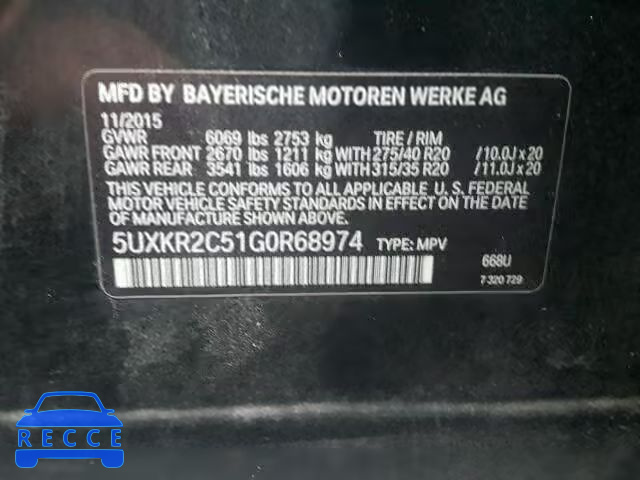 MFD BY BAYERISCHE MOTOREN WERKE AG
11/2015
GVWR 6069 lbs 2753 kg TIRE / RIM
GAWR FRONT 2670 lbs 1211 kg WITH 275/40 R20 / 10.0J x 20
GAWR REAR 3541 lbs 1606 kg WITH 315/35 R20 / 11.0J x 20
THIS VEHICLE CONFORMS TO ALL APPLICABLE U. S. FEDERAL
MOTOR VEHICLE SAFETY STANDARDS IN EFFECT
ON THE DATE OF MANUFACTURE SHOWN ABOVE.
5UXKR2C51G0R68974 TYPE: MPV
668U
7 320 729
RECCE